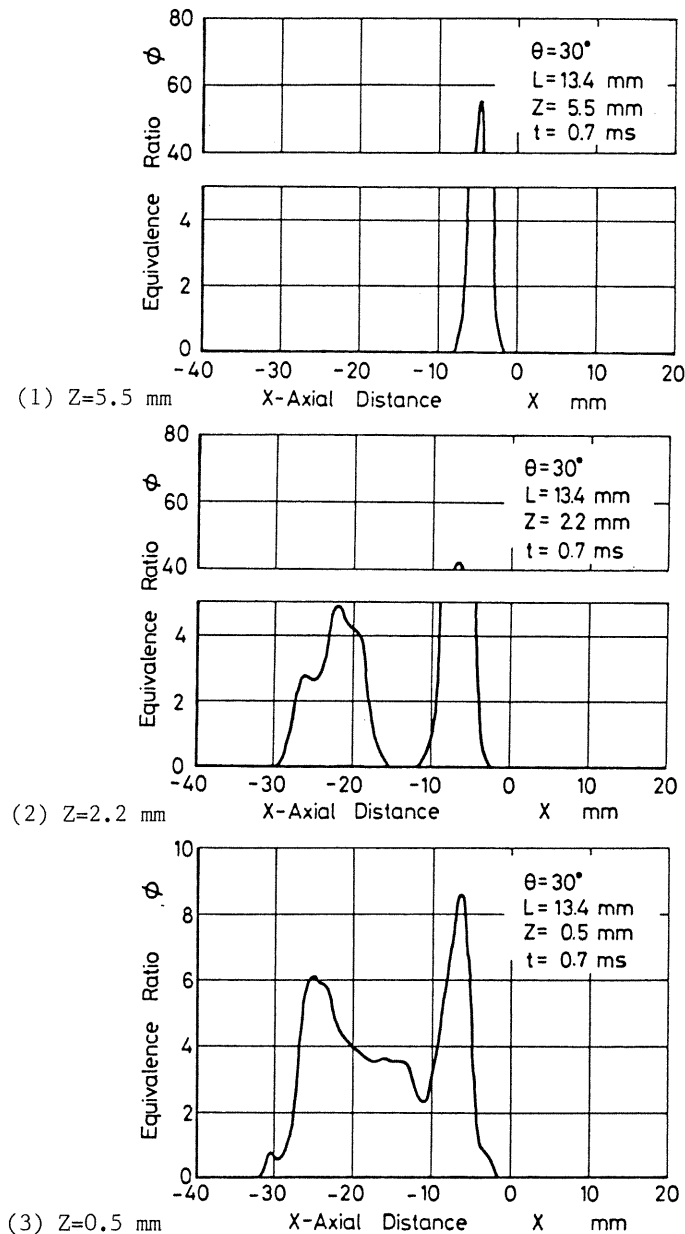 80
60
40
Equivalence Ratio ϕ
θ=30°
L=13.4 mm
Z= 5.5 mm
t= 0.7 ms
4
2
0
-40 -30 -20 -10 0 10 20
(1) Z=5.5 mm
X-Axial Distance X mm
80
60
40
Equivalence Ratio ϕ
θ=30°
L=13.4 mm
Z= 2.2 mm
t= 0.7 ms
4
2
0
-40 -30 -20 -10 0 10 20
(2) Z=2.2 mm
X-Axial Distance X mm
10
8
6
4
2
0
Equivalence Ratio ϕ
θ=30°
L=13.4 mm
Z= 0.5 mm
t= 0.7 ms
-40 -30 -20 -10 0 10 20
(3) Z=0.5 mm
X-Axial Distance X mm